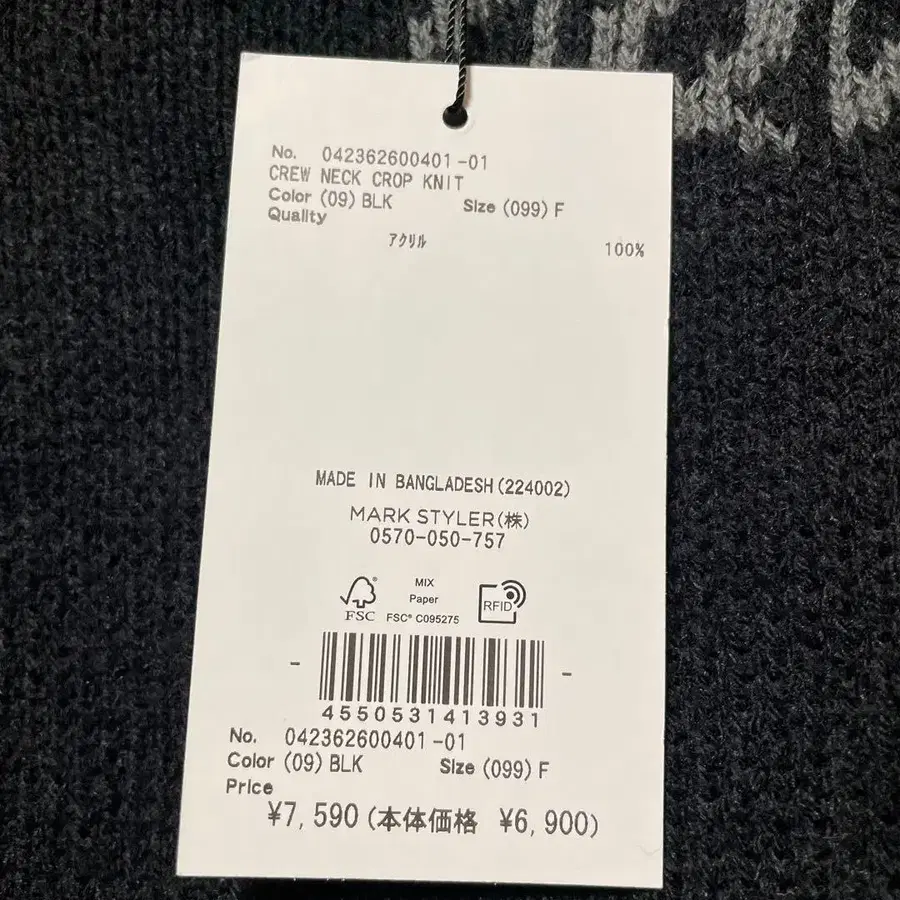 No. 042362600401-01
CREW NECK CROP KNIT
Color (09) BLK Size (099) F
Quality
アクリル 100%
MADE IN BANGLADESH(224002)
MARK STYLER(株)
0570-050-757
MIX
Paper
FSC FSC® C095275 RFID
4550531413931
No. 042362600401-01
Color (09) BLK Size (099) F
Price
¥7,590(本体価格 ¥6,900)